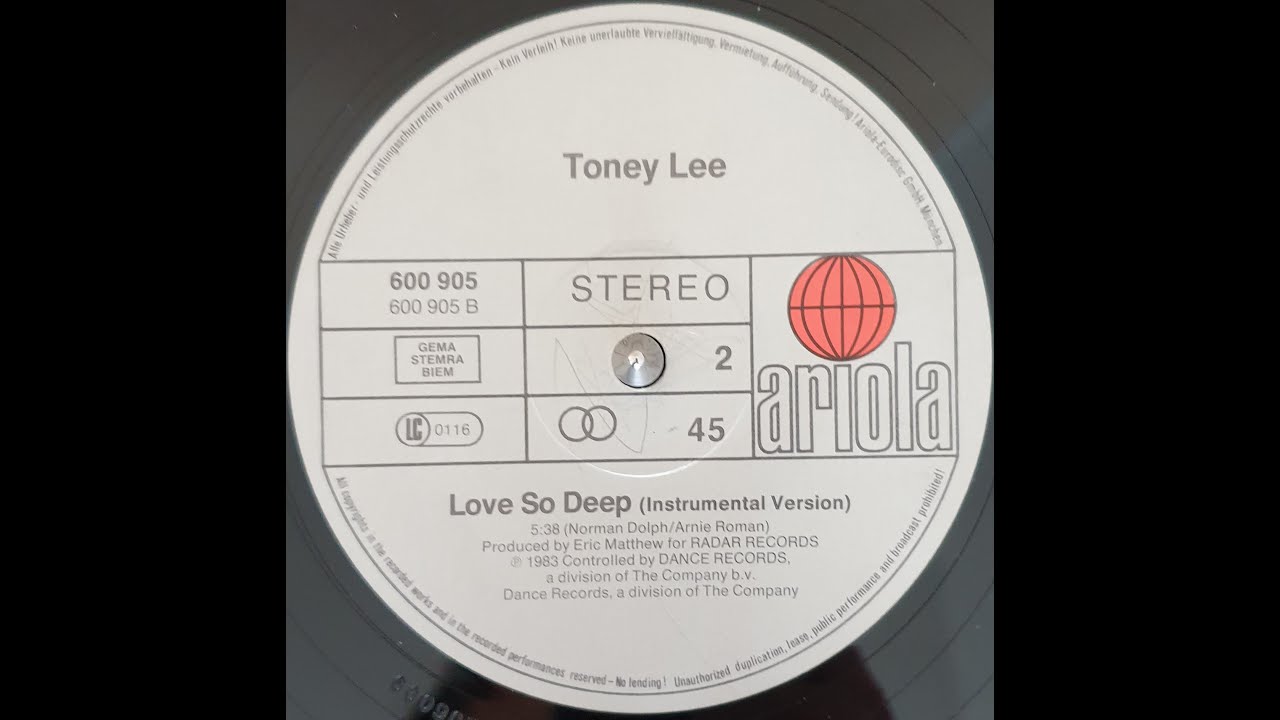 Alle Urheber- und Leistungsschutzrechte vorbehalten – Kein Verleih! Keine unerlaubte Vervielfältigung, Vermietung, Aufführung, Sendung! Ariola-Eurodisc GmbH, München.
Toney Lee
600 905
600 905 B
STEREO
GEMA
STEMRA
BIEM
2
LC 0116
45
ariola
Love So Deep (Instrumental Version)
5:38 (Norman Dolph/Arnie Roman)
Produced by Eric Matthew for RADAR RECORDS
℗ 1983 Controlled by DANCE RECORDS,
a division of The Company b.v.
Dance Records, a division of The Company
All copyrights in the recorded works and in the recorded performances reserved – No lending! Unauthorized duplication, lease, public performance and broadcast prohibited!